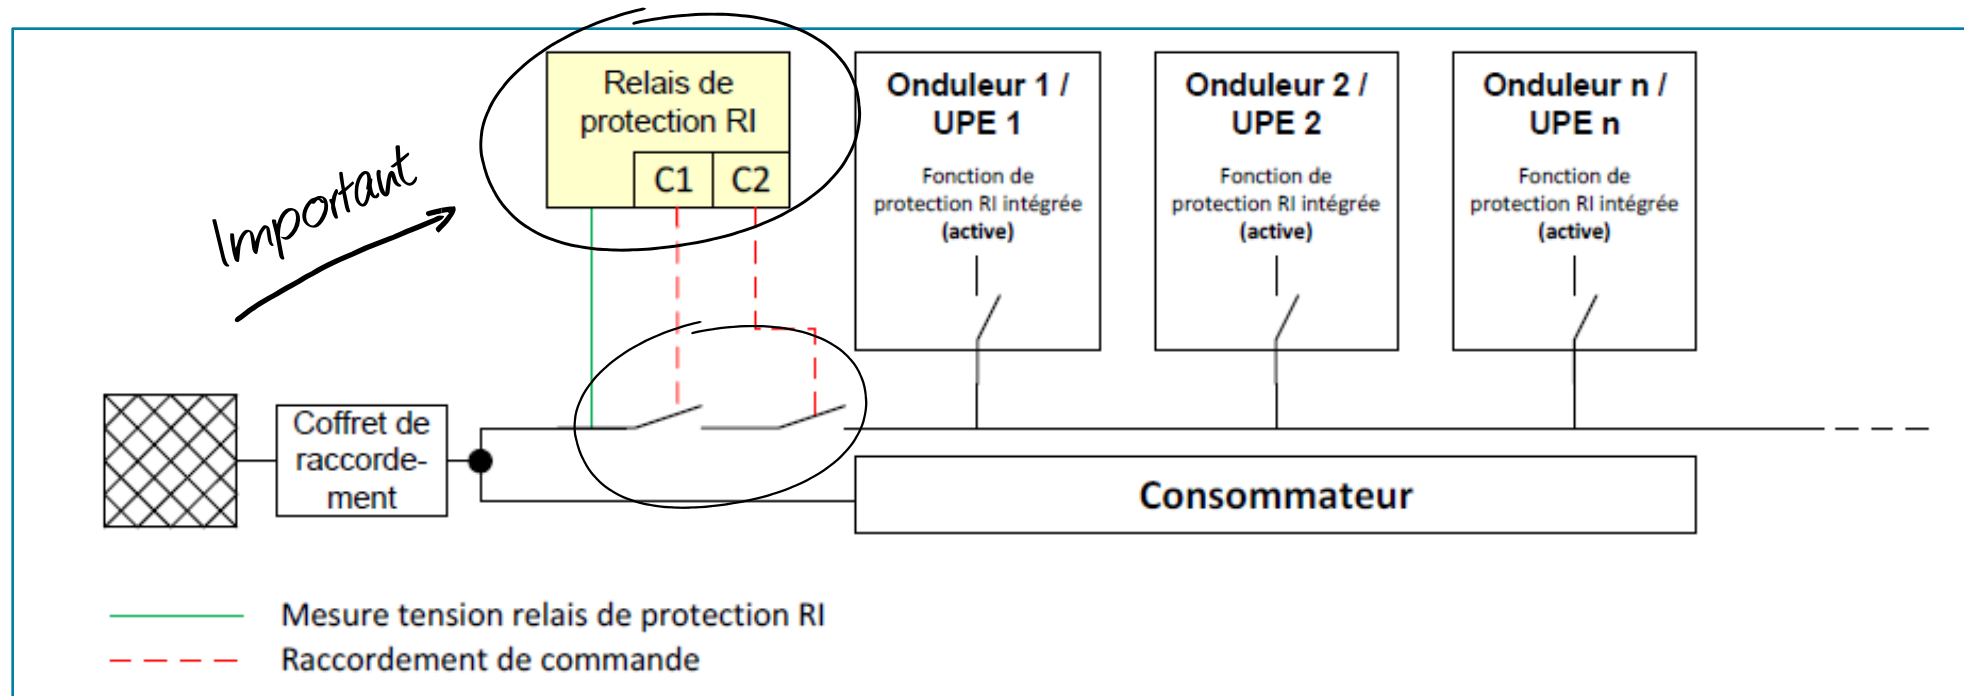 Relais de
protection RI
C1
C2
Onduleur 1 /
UPE 1
Fonction de
protection RI intégrée
(active)
Onduleur 2 /
UPE 2
Fonction de
protection RI intégrée
(active)
Onduleur n /
UPE n
Fonction de
protection RI intégrée
(active)
Important
Coffret de
raccorde-
ment
Consommateur
Mesure tension relais de protection RI
Raccordement de commande